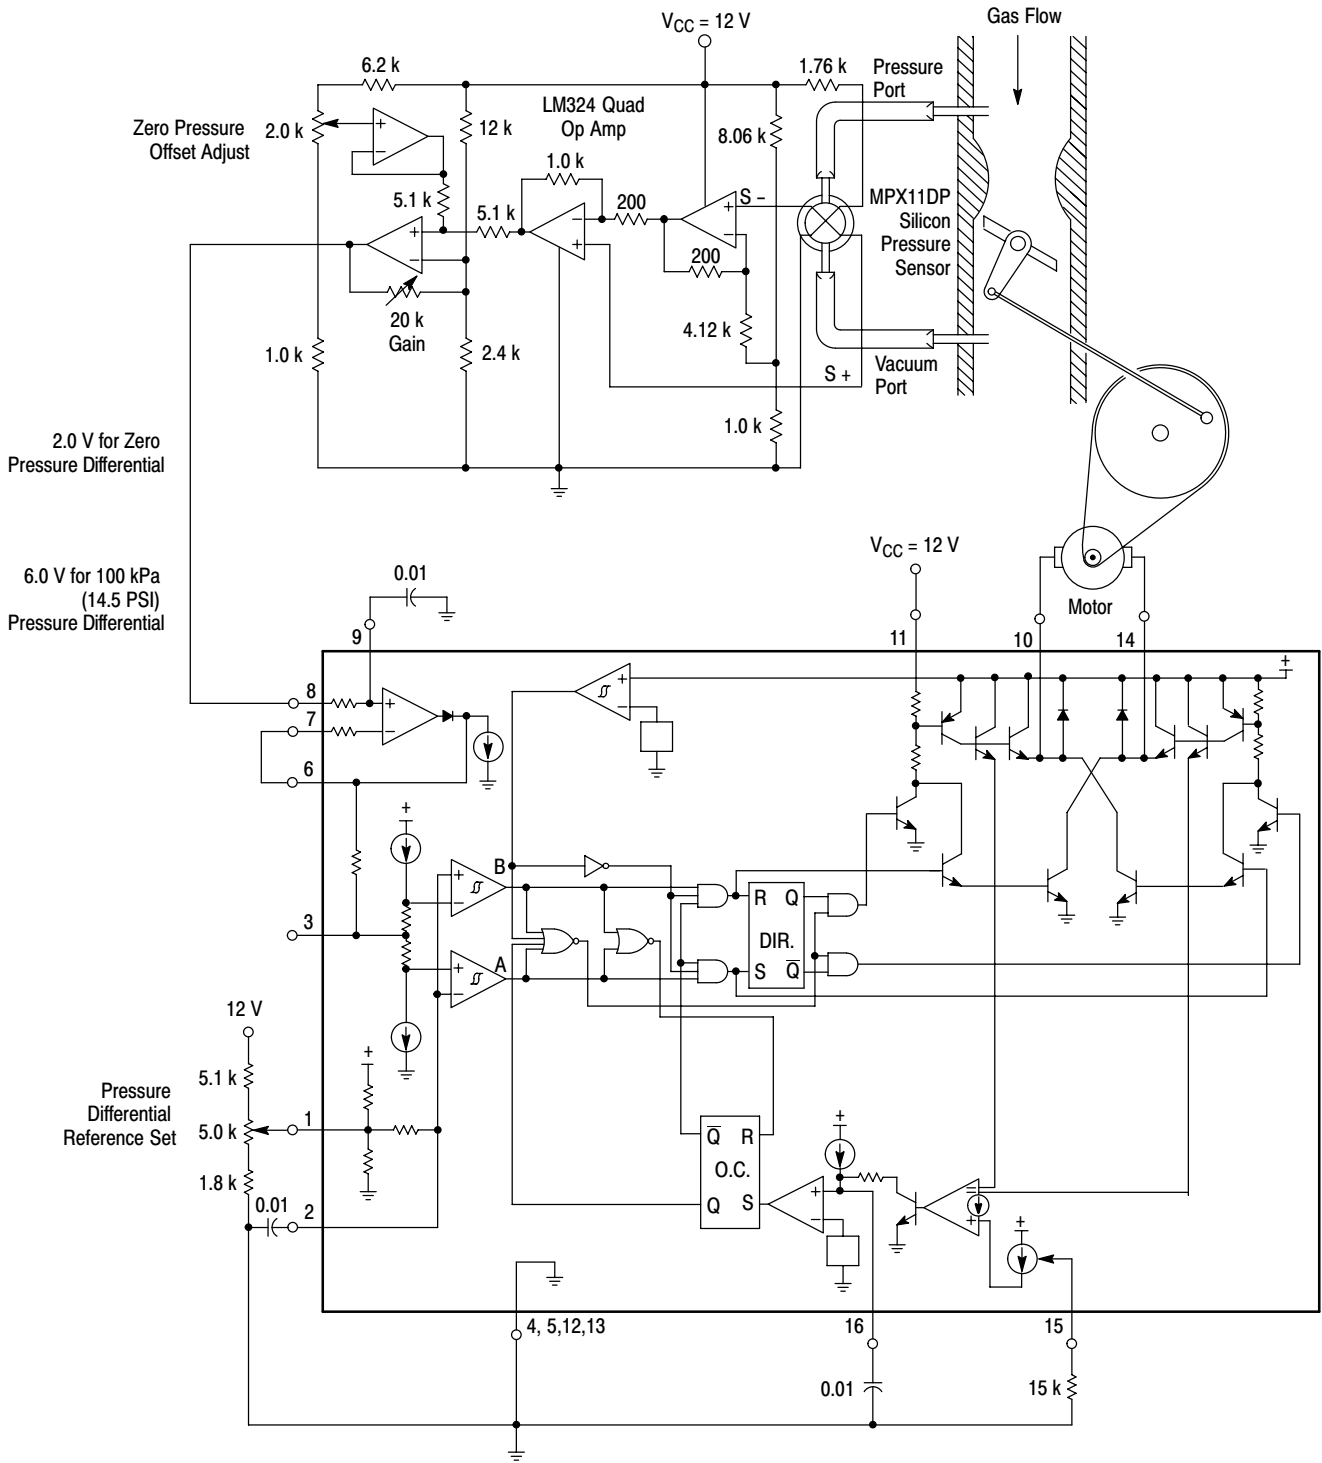 V_CC = 12 V
Gas Flow
6.2 k
1.76 k
Pressure
Port
LM324 Quad
Op Amp
Zero Pressure
Offset Adjust
2.0 k
+
−
12 k
8.06 k
1.0 k
5.1 k
5.1 k
200
S −
+
−
MPX11DP
Silicon
Pressure
Sensor
+
−
−
+
200
20 k
Gain
4.12 k
1.0 k
2.4 k
S +
Vacuum
Port
1.0 k
2.0 V for Zero
Pressure Differential
V_CC = 12 V
6.0 V for 100 kPa
(14.5 PSI)
Pressure Differential
0.01
Motor
9
11
10
14
8
+
−
+
−
+
7
6
+
B
+
−
R
Q
DIR.
S
Q̅
3
A
+
−
12 V
5.1 k
+
Pressure
Differential
Reference Set
5.0 k
1
1.8 k
Q̅
R
O.C.
Q
S
+
+
−
=
+
+
0.01
2
4, 5,12,13
16
15
0.01
15 k